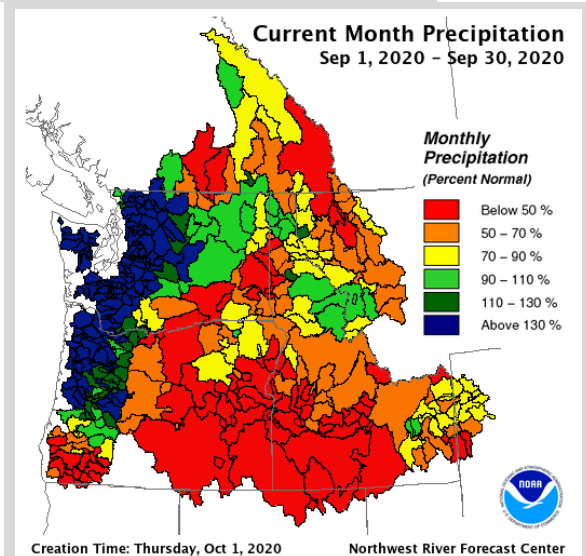 Current Month Precipitation
Sep 1, 2020 – Sep 30, 2020
Monthly
Precipitation
(Percent Normal)
Below 50 %
50 – 70 %
70 – 90 %
90 – 110 %
110 – 130 %
Above 130 %
NOAA
Creation Time: Thursday, Oct 1, 2020
Northwest River Forecast Center